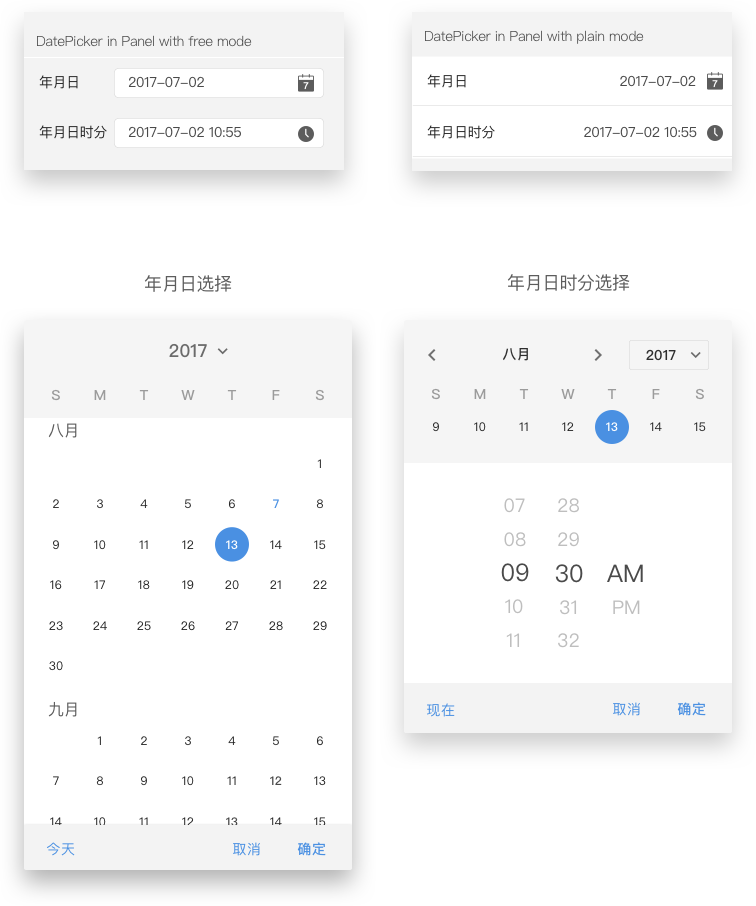 DatePicker in Panel with free mode
年月日 2017-07-02 7
年月日时分 2017-07-02 10:55
DatePicker in Panel with plain mode
年月日 2017-07-02 7
年月日时分 2017-07-02 10:55
年月日选择
2017
S M T W T F S
八月
1
2 3 4 5 6 7 8
9 10 11 12 13 14 15
16 17 18 19 20 21 22
23 24 25 26 27 28 29
30
九月
1 2 3 4 5 6
7 8 9 10 11 12 13
14 10 11 12 13 14 15
今天 取消 确定
年月日时分选择
八月 2017
S M T W T F S
9 10 11 12 13 14 15
07 28
08 29
09 30 AM
10 31 PM
11 32
现在 取消 确定